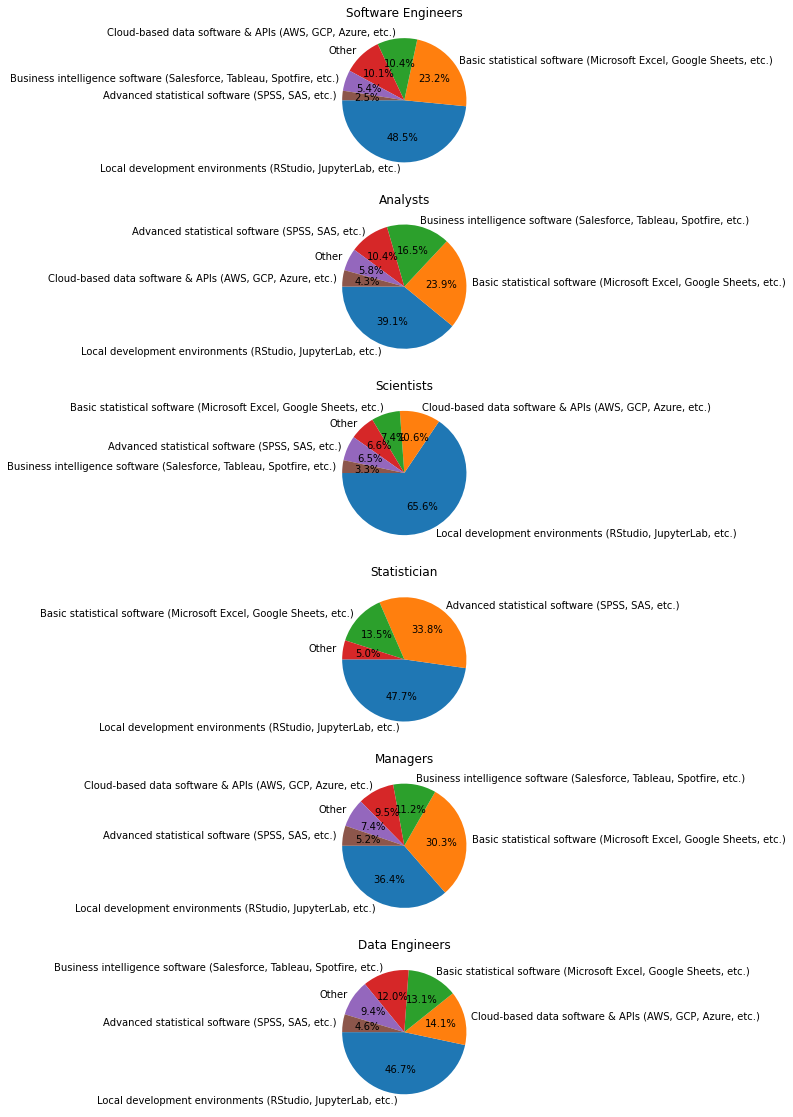 Software Engineers
Cloud-based data software & APIs (AWS, GCP, Azure, etc.)
Other
Basic statistical software (Microsoft Excel, Google Sheets, etc.)
Business intelligence software (Salesforce, Tableau, Spotfire, etc.)
Advanced statistical software (SPSS, SAS, etc.)
10.4%
10.1%
23.2%
5.4%
2.5%
48.5%
Local development environments (RStudio, JupyterLab, etc.)
Analysts
Business intelligence software (Salesforce, Tableau, Spotfire, etc.)
Advanced statistical software (SPSS, SAS, etc.)
Other
Cloud-based data software & APIs (AWS, GCP, Azure, etc.)
Basic statistical software (Microsoft Excel, Google Sheets, etc.)
16.5%
10.4%
5.8%
4.3%
23.9%
39.1%
Local development environments (RStudio, JupyterLab, etc.)
Scientists
Basic statistical software (Microsoft Excel, Google Sheets, etc.)
Cloud-based data software & APIs (AWS, GCP, Azure, etc.)
Other
Advanced statistical software (SPSS, SAS, etc.)
Business intelligence software (Salesforce, Tableau, Spotfire, etc.)
7.4%
10.6%
6.6%
6.5%
3.3%
65.6%
Local development environments (RStudio, JupyterLab, etc.)
Statistician
Advanced statistical software (SPSS, SAS, etc.)
Basic statistical software (Microsoft Excel, Google Sheets, etc.)
Other
33.8%
13.5%
5.0%
47.7%
Local development environments (RStudio, JupyterLab, etc.)
Managers
Business intelligence software (Salesforce, Tableau, Spotfire, etc.)
Cloud-based data software & APIs (AWS, GCP, Azure, etc.)
Other
Advanced statistical software (SPSS, SAS, etc.)
Basic statistical software (Microsoft Excel, Google Sheets, etc.)
11.2%
9.5%
7.4%
5.2%
30.3%
36.4%
Local development environments (RStudio, JupyterLab, etc.)
Data Engineers
Business intelligence software (Salesforce, Tableau, Spotfire, etc.)
Basic statistical software (Microsoft Excel, Google Sheets, etc.)
Other
Cloud-based data software & APIs (AWS, GCP, Azure, etc.)
Advanced statistical software (SPSS, SAS, etc.)
12.0%
13.1%
9.4%
14.1%
4.6%
46.7%
Local development environments (RStudio, JupyterLab, etc.)